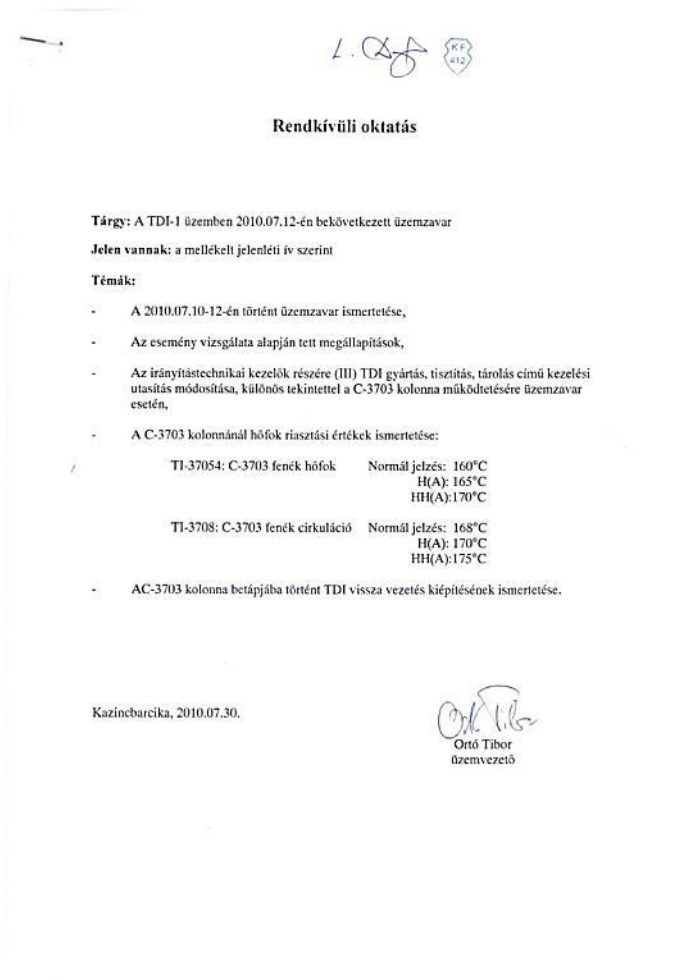 KF
412
Rendkívüli oktatás
Tárgy: A TDI-1 üzemben 2010.07.12-én bekövetkezett üzemzavar
Jelen vannak: a mellékelt jelenléti ív szerint
Témák:
- A 2010.07.10-12-én történt üzemzavar ismertetése,
- Az esemény vizsgálata alapján tett megállapítások,
- Az irányítástechnikai kezelők részére (III) TDI gyártás, tisztítás, tárolás című kezelési
utasítás módosítása, különös tekintettel a C-3703 kolonna működtetésére üzemzavar
esetén,
- A C-3703 kolonnánál hőfok riasztási értékek ismertetése:
TI-37054: C-3703 fenék hőfok Normál jelzés: 160°C
H(A): 165°C
HH(A):170°C
TI-3708: C-3703 fenék cirkuláció Normál jelzés: 168°C
H(A): 170°C
HH(A):175°C
- AC-3703 kolonna betápjába történt TDI vissza vezetés kiépítésének ismertetése.
Kazincbarcika, 2010.07.30.
Ortó Tibor
Ortó Tibor
üzemvezető